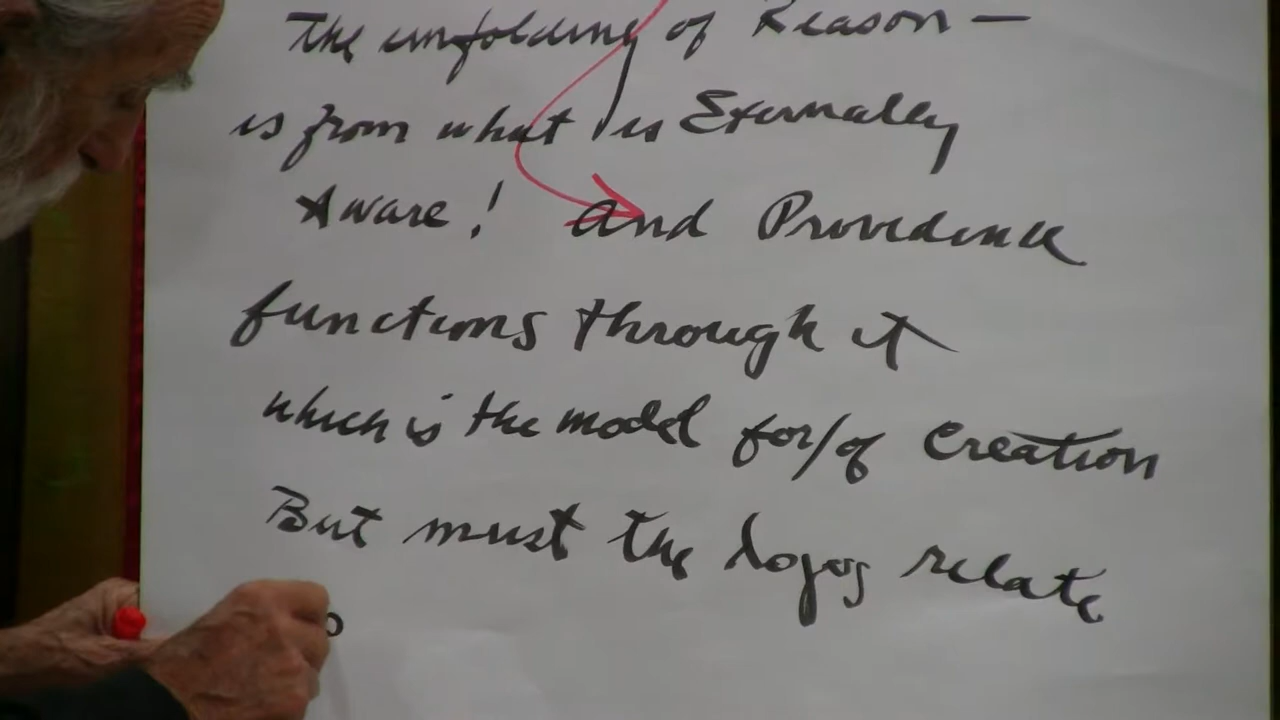 The unfolding of Reason —
is from what is Eternally
Aware! And Providence
functions through it
which is the model for/of Creation
But must the logos relate